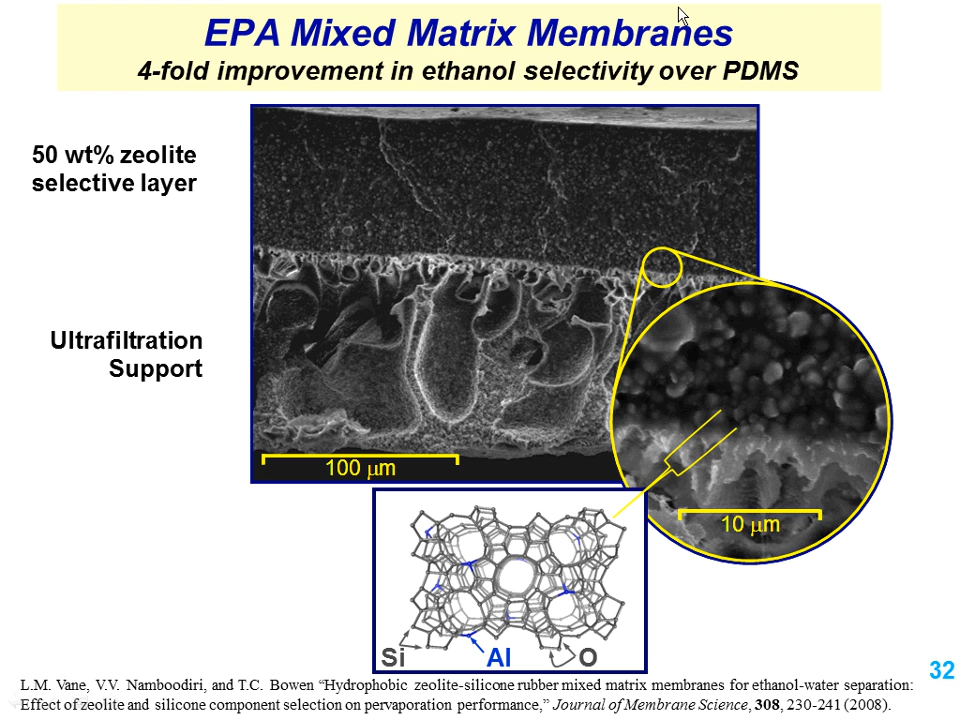 EPA Mixed Matrix Membranes
4-fold improvement in ethanol selectivity over PDMS
50 wt% zeolite
selective layer
Ultrafiltration
Support
100 μm
10 μm
Si
Al
O
32
L.M. Vane, V.V. Namboodiri, and T.C. Bowen “Hydrophobic zeolite-silicone rubber mixed matrix membranes for ethanol-water separation:
Effect of zeolite and silicone component selection on pervaporation performance,” Journal of Membrane Science, 308, 230-241 (2008).